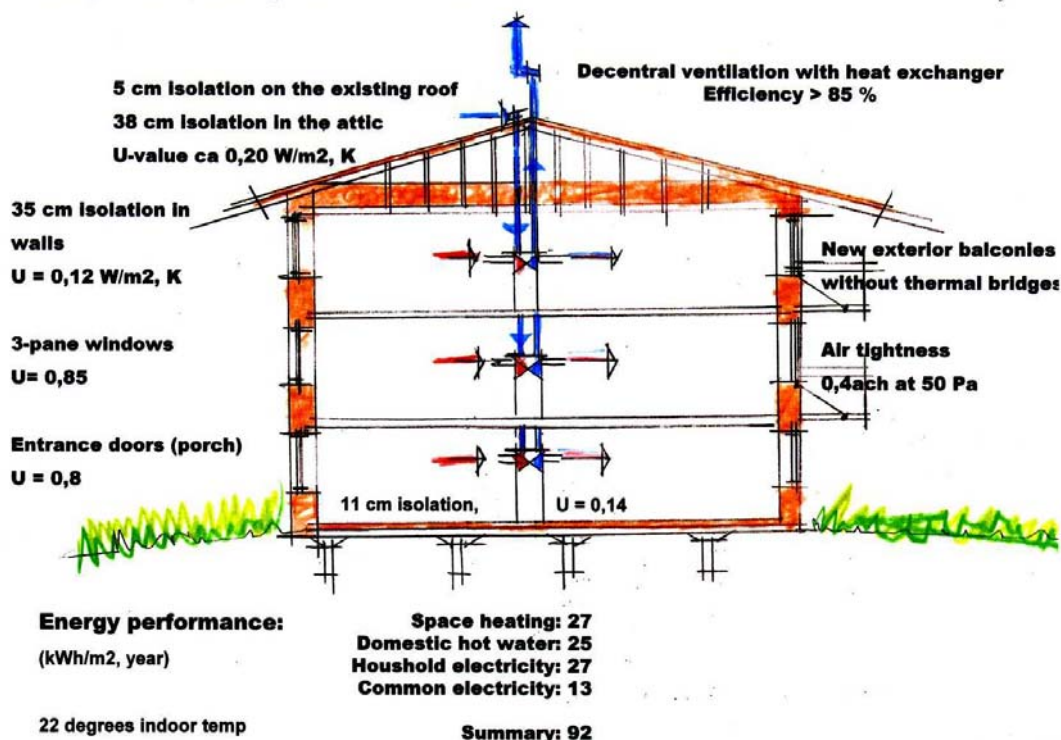 5 cm isolation on the existing roof
38 cm isolation in the attic
U-value ca 0,20 W/m2, K
Decentral ventilation with heat exchanger
Efficiency > 85 %
35 cm isolation in
walls
U = 0,12 W/m2, K
3-pane windows
U= 0,85
Entrance doors (porch)
U = 0,8
New exterior balconies
without thermal bridges
Air tightness
0,4ach at 50 Pa
11 cm isolation, U = 0,14
Energy performance:
(kWh/m2, year)
22 degrees indoor temp
Space heating: 27
Domestic hot water: 25
Houshold electricity: 27
Common electricity: 13
Summary: 92